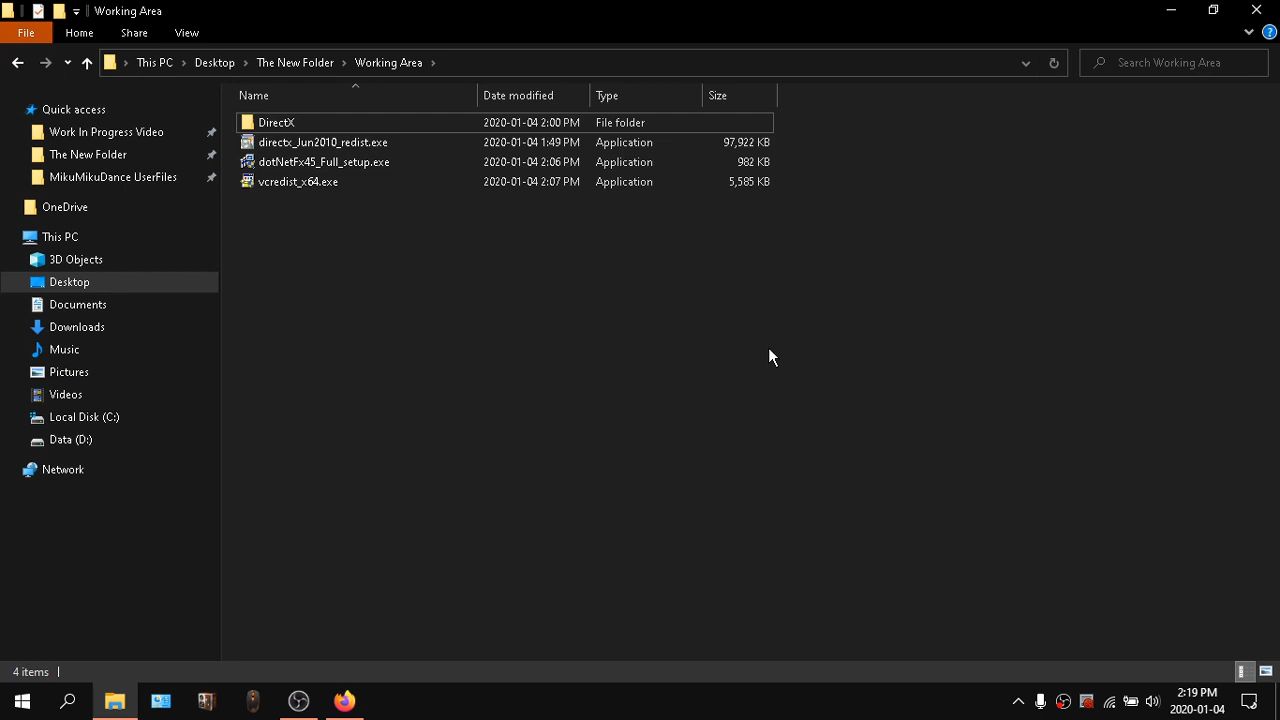 Working Area
File Home Share View
This PC Desktop The New Folder Working Area Search Working Area
Name Date modified Type Size
Quick access
Work In Progress Video
The New Folder
MikuMikuDance UserFiles
OneDrive
This PC
3D Objects
Desktop
Documents
Downloads
Music
Pictures
Videos
Local Disk (C:)
Data (D:)
Network
DirectX 2020-01-04 2:00 PM File folder
directx_Jun2010_redist.exe 2020-01-04 1:49 PM Application 97,922 KB
dotNetFx45_Full_setup.exe 2020-01-04 2:06 PM Application 982 KB
vcredist_x64.exe 2020-01-04 2:07 PM Application 5,585 KB
4 items
2:19 PM
2020-01-04